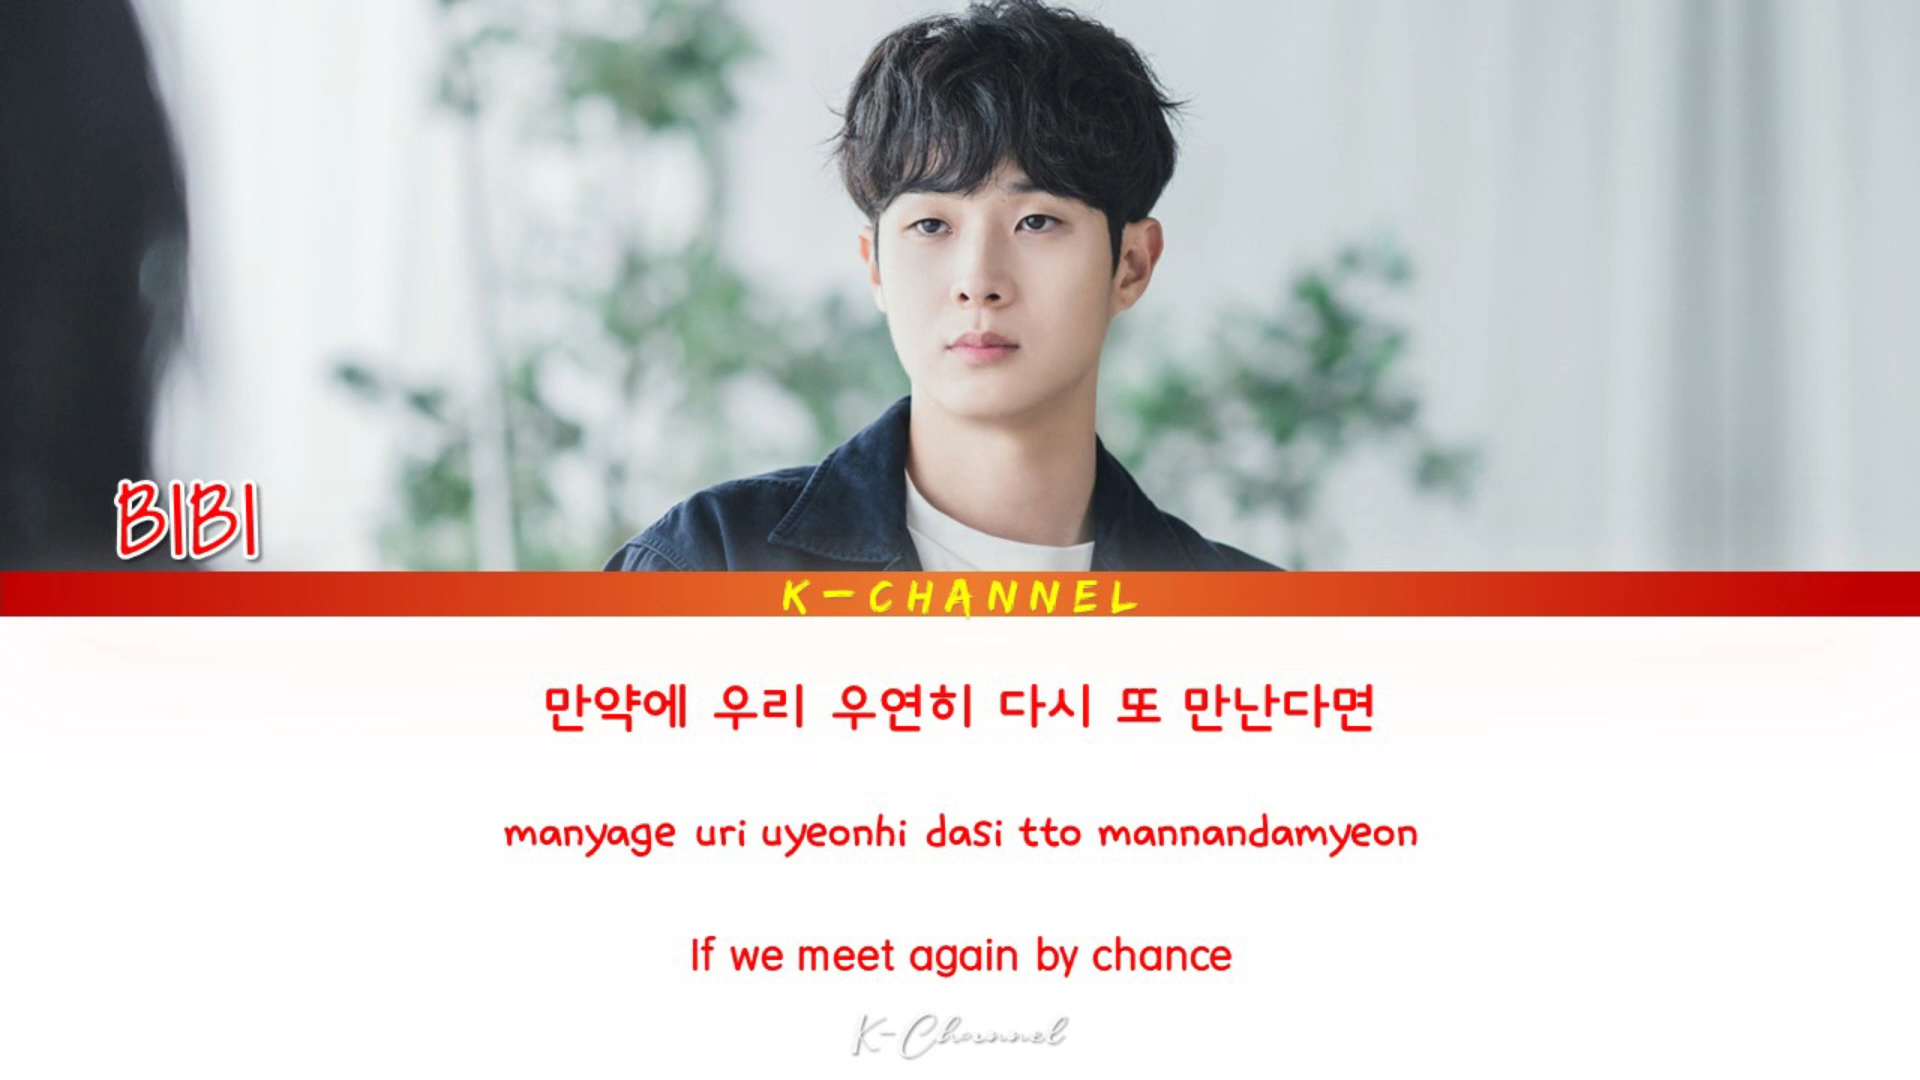 BIBI
K-CHANNEL
만약에 우리 우연히 다시 또 만난다면
manyage uri uyeonhi dasi tto mannandamyeon
If we meet again by chance
K-Channel